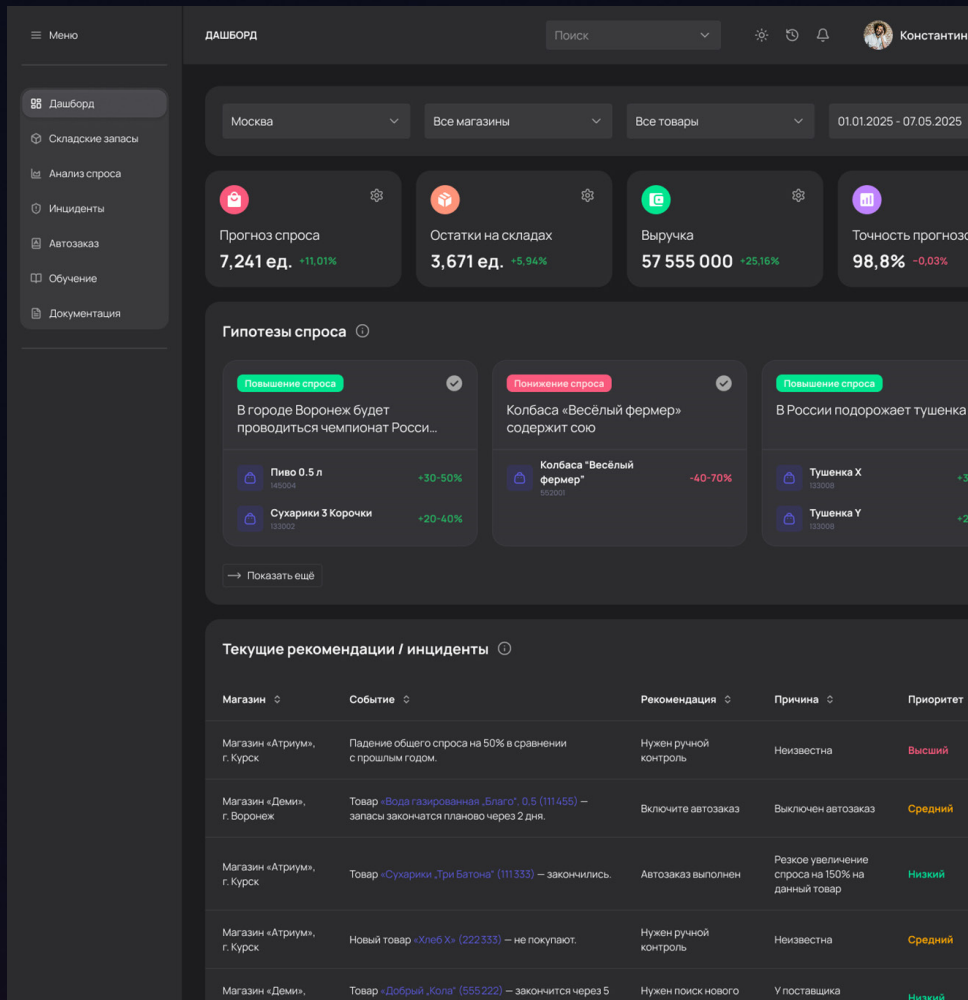 Меню
ДАШБОРД
Поиск
Константин
Дашборд
Складские запасы
Анализ спроса
Инциденты
Автозаказ
Обучение
Документация
Москва
Все магазины
Все товары
01.01.2025 - 07.05.2025
Прогноз спроса
7,241 ед. +11,01%
Остатки на складах
3,671 ед. +5,94%
Выручка
57 555 000 +25,16%
Точность прогнозо
98,8% -0,03%
Гипотезы спроса
Повышение спроса
В городе Воронеж будет
проводиться чемпионат Росси...
Пиво 0.5 л
145004
+30-50%
Сухарики 3 Корочки
133002
+20-40%
Понижение спроса
Колбаса «Весёлый фермер»
содержит сою
Колбаса "Весёлый
фермер"
552001
-40-70%
Повышение спроса
В России подорожает тушенка
Тушенка X
133008
+3
Тушенка Y
133008
+2
Показать ещё
Текущие рекомендации / инциденты
Магазин Событие Рекомендация Причина Приоритет
Магазин «Атриум»,
г. Курск
Падение общего спроса на 50% в сравнении
с прошлым годом.
Нужен ручной
контроль
Неизвестна
Высший
Магазин «Деми»,
г. Воронеж
Товар «Вода газированная „Благо“, 0,5 (111455) —
запасы закончатся планово через 2 дня.
Включите автозаказ
Выключен автозаказ
Средний
Магазин «Атриум»,
г. Курск
Товар «Сухарики „Три Батона“ (111333) — закончились.
Автозаказ выполнен
Резкое увеличение
спроса на 150% на
данный товар
Низкий
Магазин «Атриум»,
г. Курск
Новый товар «Хлеб X» (222333) — не покупают.
Нужен ручной
контроль
Неизвестна
Средний
Магазин «Деми»,
Товар «Добрый „Кола“ (555222) — закончится через 5
Нужен поиск нового
У поставщика
Низкий